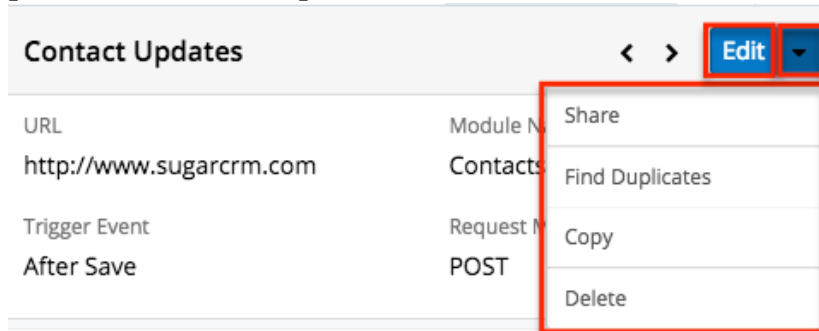 Contact Updates
Edit
URL
Module N
http://www.sugarcrm.com
Contacts
Trigger Event
Request M
After Save
POST
Share
Find Duplicates
Copy
Delete